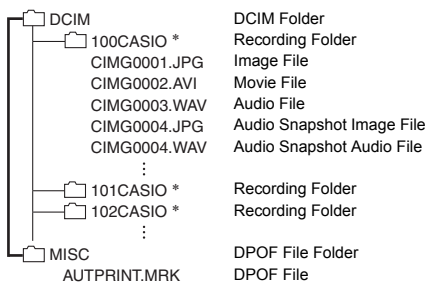 DCIM DCIM Folder
100CASIO * Recording Folder
CIMG0001.JPG Image File
CIMG0002.AVI Movie File
CIMG0003.WAV Audio File
CIMG0004.JPG Audio Snapshot Image File
CIMG0004.WAV Audio Snapshot Audio File
⋮
101CASIO * Recording Folder
102CASIO * Recording Folder
⋮
MISC DPOF File Folder
AUTPRINT.MRK DPOF File